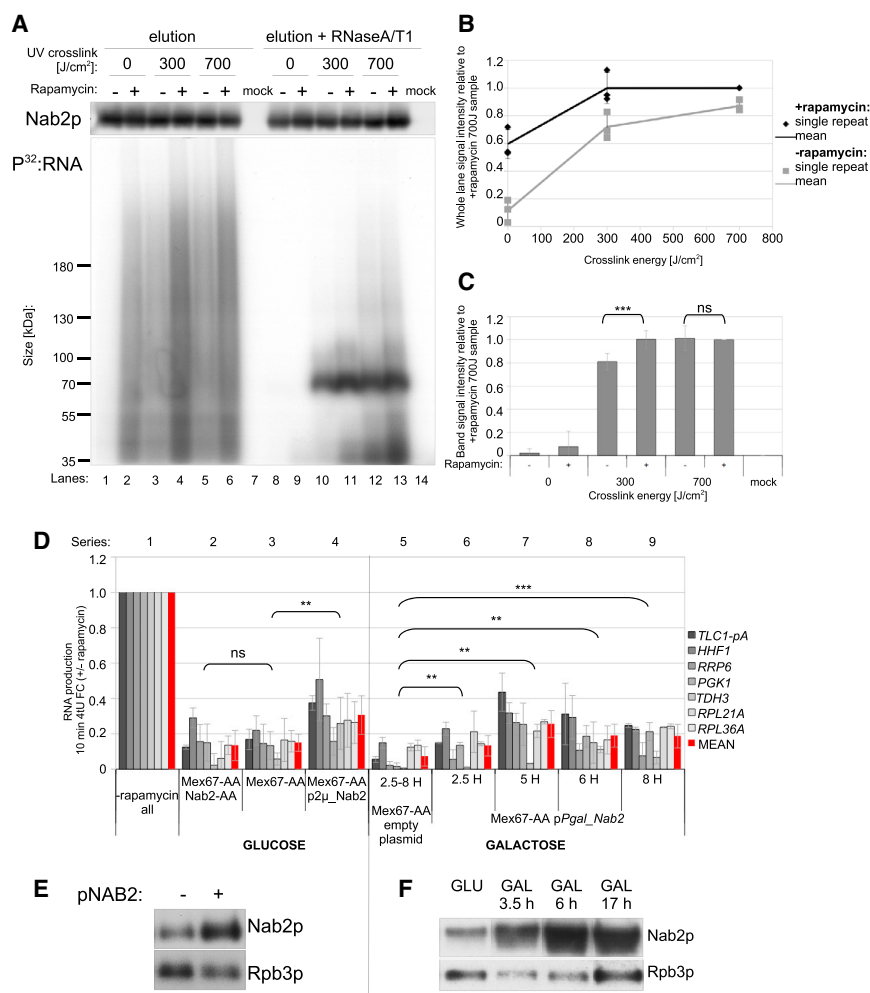 A
elution
elution + RNaseA/T1
UV crosslink
[J/cm²]:
0 300 700 0 300 700
Rapamycin: - + - + - + mock - + - + - + mock
Nab2p
P³²:RNA
Size [kDa]:
180
130
100
70
55
35
Lanes: 1 2 3 4 5 6 7 8 9 10 11 12 13 14
B
Whole lane signal intensity relative to
+rapamycin 700J sample
1.2
1.0
0.8
0.6
0.4
0.2
0
0 100 200 300 400 500 600 700 800
Crosslink energy [J/cm²]
+rapamycin:
single repeat
mean
-rapamycin:
single repeat
mean
C
Band signal intensity relative to
+rapamycin 700J sample
1.2
1.0
0.8
0.6
0.4
0.2
0
*** ns
Rapamycin: - + - + - +
0 300 700 mock
Crosslink energy [J/cm²]
D
Series: 1 2 3 4 5 6 7 8 9
RNA production
10 min 4tU FC (+/- rapamycin)
1.2
1.0
0.8
0.6
0.4
0.2
0
ns
**
**
**
**
***
TLC1-pA
HHF1
RRP6
PGK1
TDH3
RPL21A
RPL36A
MEAN
-rapamycin
all
Mex67-AA
Nab2-AA
Mex67-AA
Mex67-AA
p2μ_Nab2
2.5-8 H
Mex67-AA
empty
plasmid
2.5 H 5 H 6 H 8 H
Mex67-AA pPgal_Nab2
GLUCOSE
GALACTOSE
E
pNAB2: - +
Nab2p
Rpb3p
F
GLU GAL GAL GAL
3.5 h 6 h 17 h
Nab2p
Rpb3p